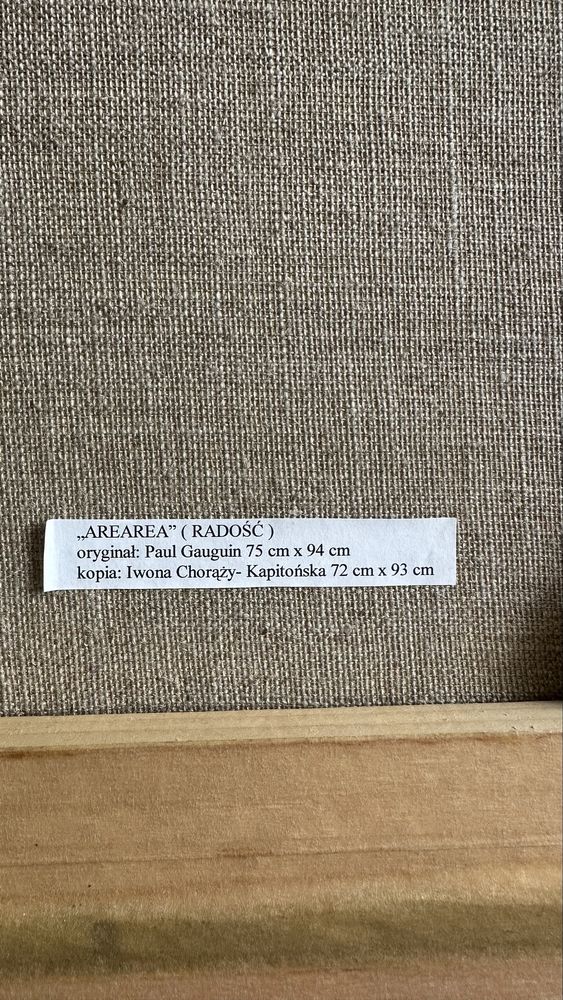 „AREAREA” ( RADOŚĆ )
oryginał: Paul Gauguin 75 cm x 94 cm
kopia: Iwona Chorąży- Kapitońska 72 cm x 93 cm